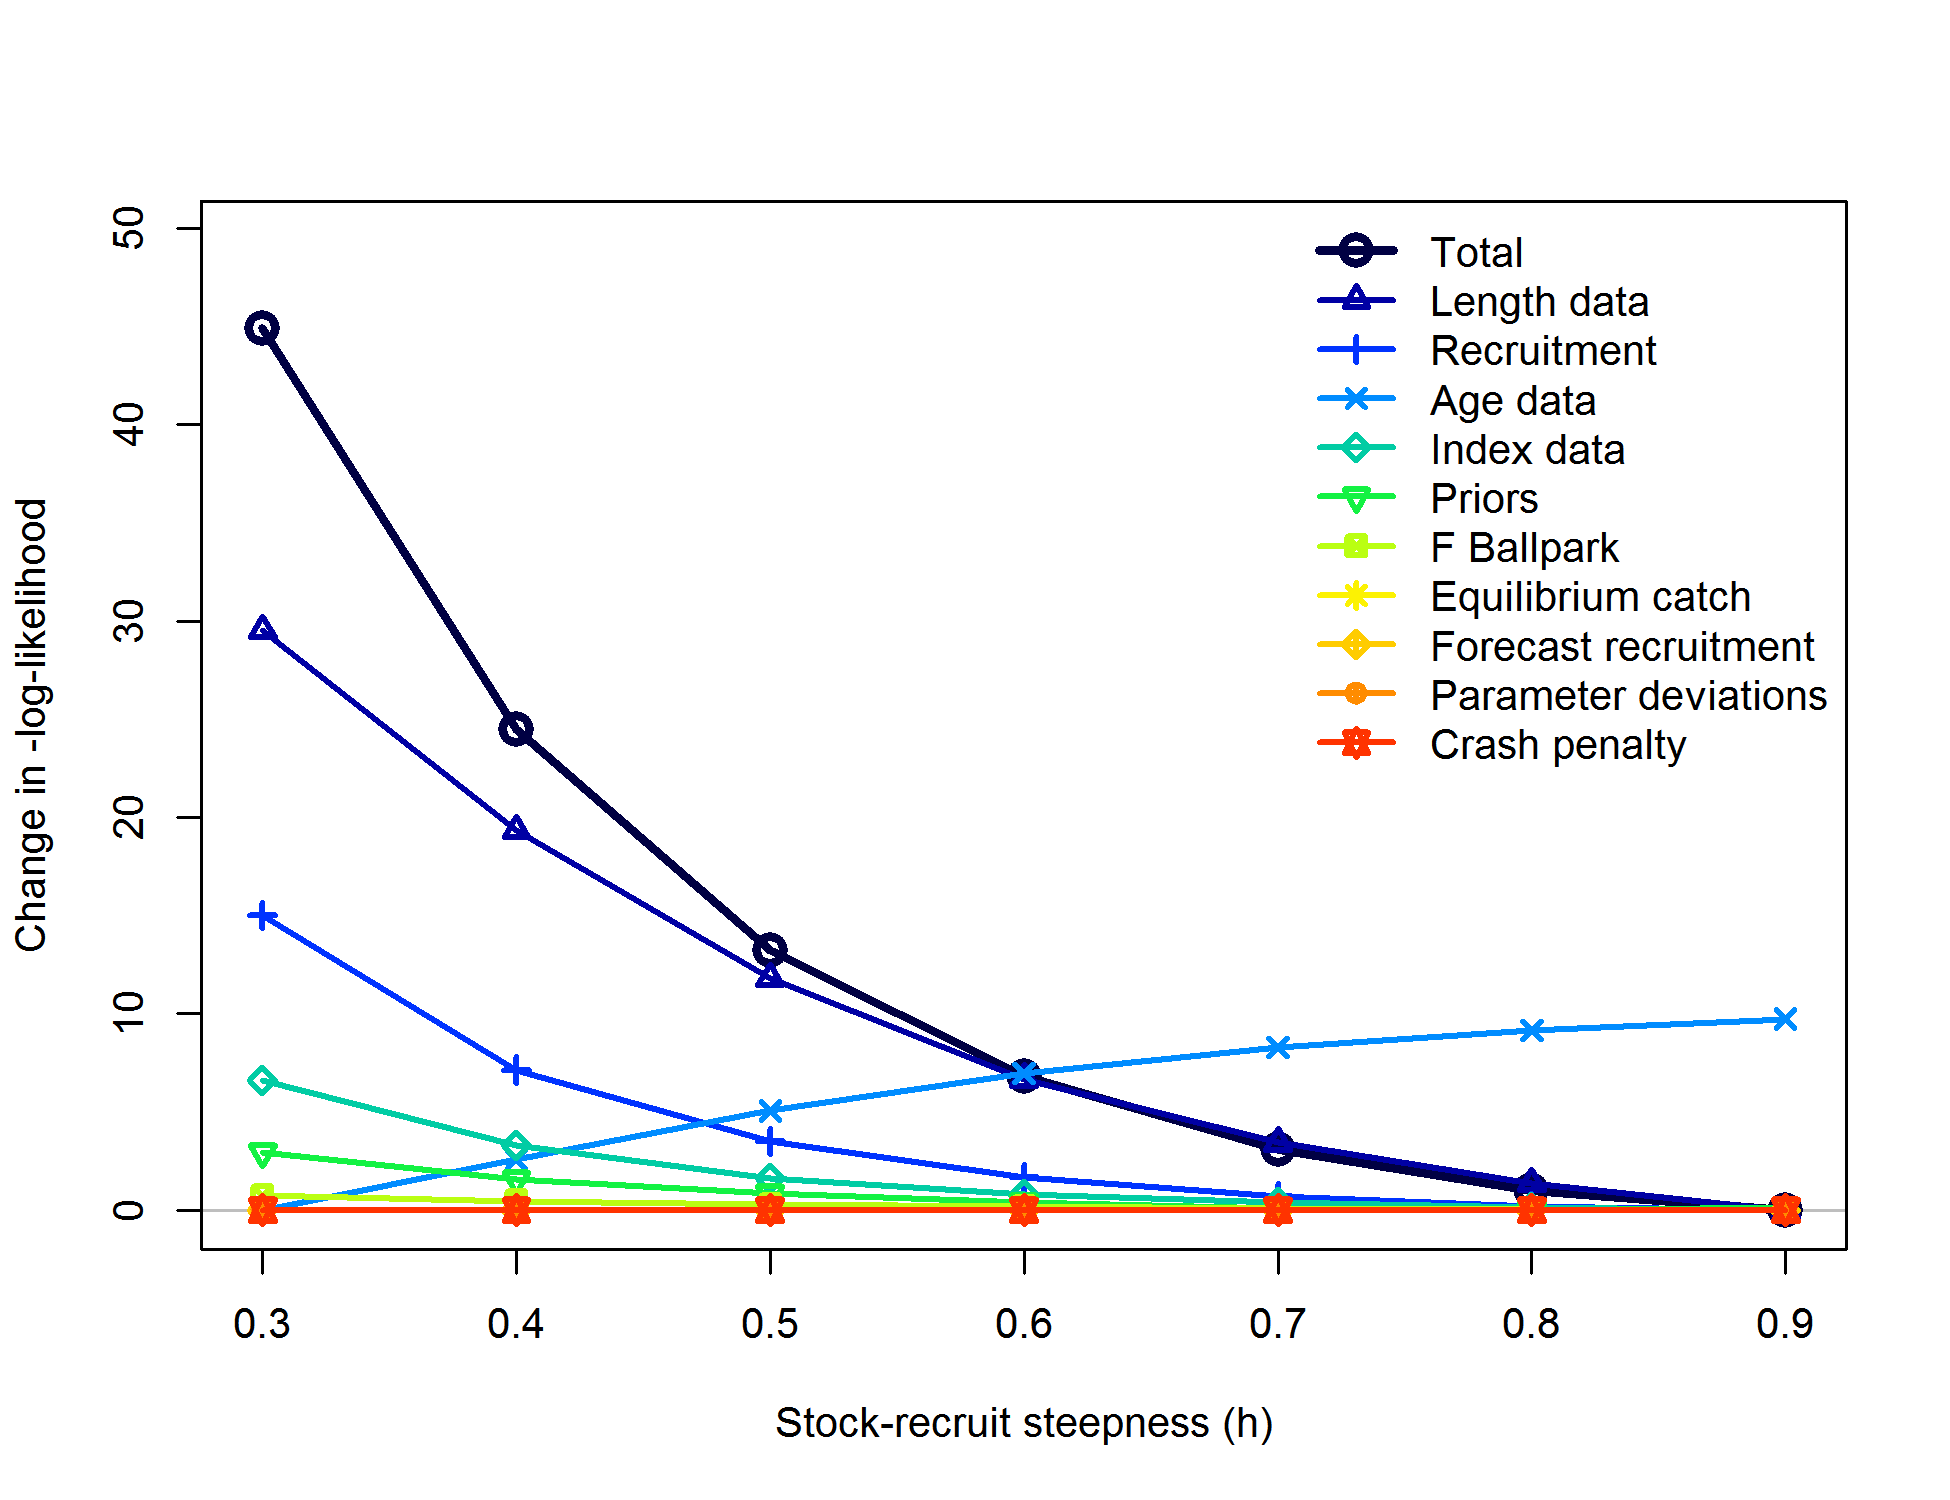 50
40
30
20
10
0
Change in -log-likelihood
Total
Length data
Recruitment
Age data
Index data
Priors
F Ballpark
Equilibrium catch
Forecast recruitment
Parameter deviations
Crash penalty
0.3 0.4 0.5 0.6 0.7 0.8 0.9
Stock-recruit steepness (h)